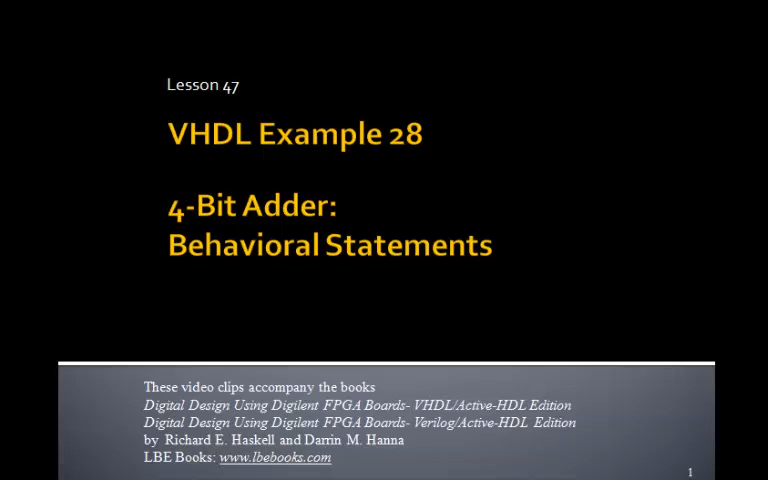 Lesson 47
VHDL Example 28
4-Bit Adder:
Behavioral Statements
These video clips accompany the books
Digital Design Using Digilent FPGA Boards- VHDL/Active-HDL Edition
Digital Design Using Digilent FPGA Boards- Verilog/Active-HDL Edition
by Richard E. Haskell and Darrin M. Hanna
LBE Books: www.lbebooks.com
1